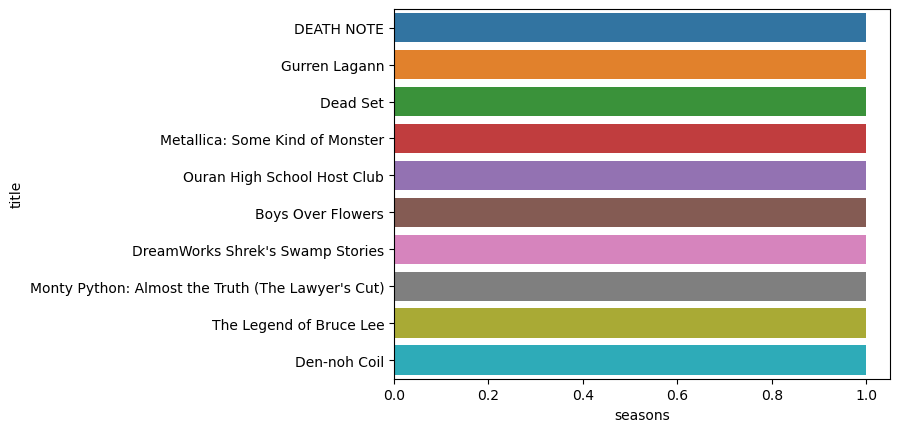 DEATH NOTE
Gurren Lagann
Dead Set
Metallica: Some Kind of Monster
Ouran High School Host Club
Boys Over Flowers
DreamWorks Shrek's Swamp Stories
Monty Python: Almost the Truth (The Lawyer's Cut)
The Legend of Bruce Lee
Den-noh Coil
title
0.0 0.2 0.4 0.6 0.8 1.0
seasons